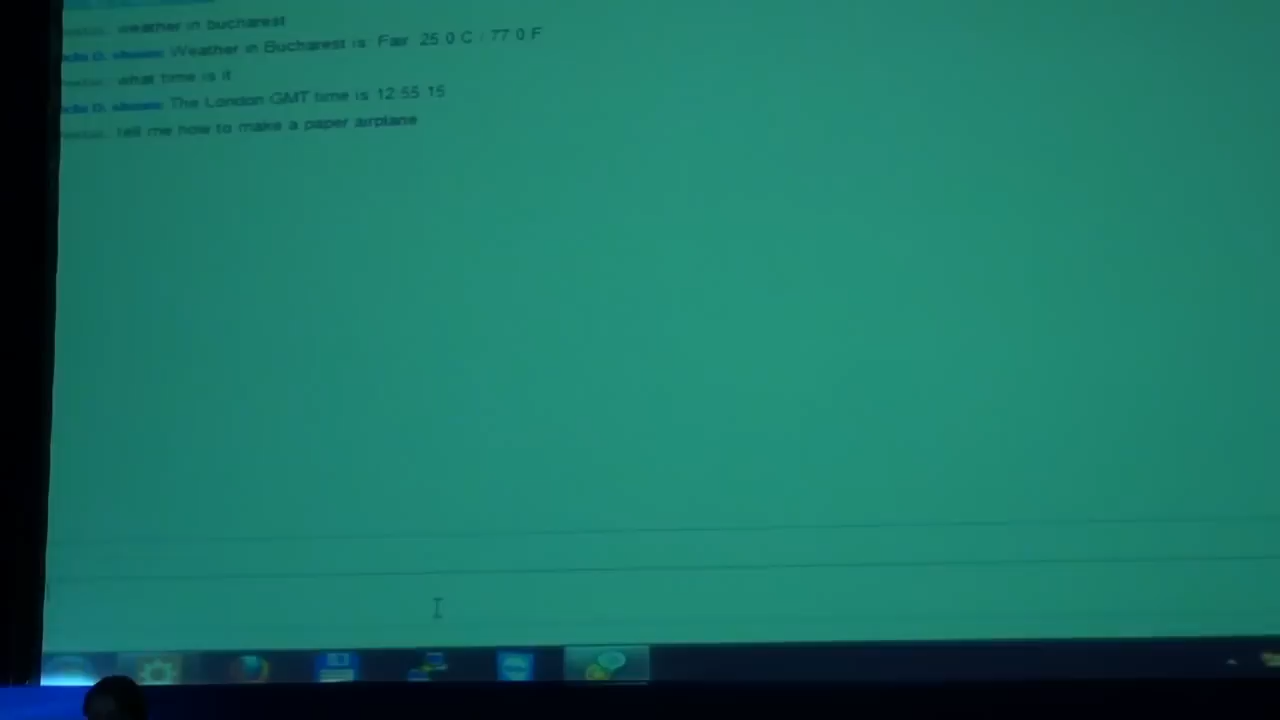 weather in bucharest
Weather in Bucharest is: Fair 25 0 C : 77 0 F
what time is it
The London GMT time is 12:55 15
tell me how to make a paper airplane